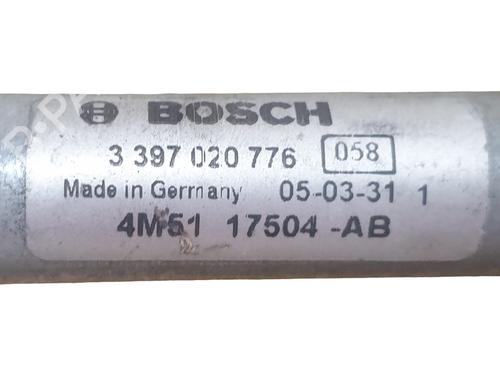 BOSCH
3 397 020 776 058
Made in Germany 05-03-31 1
4M51 17504-AB